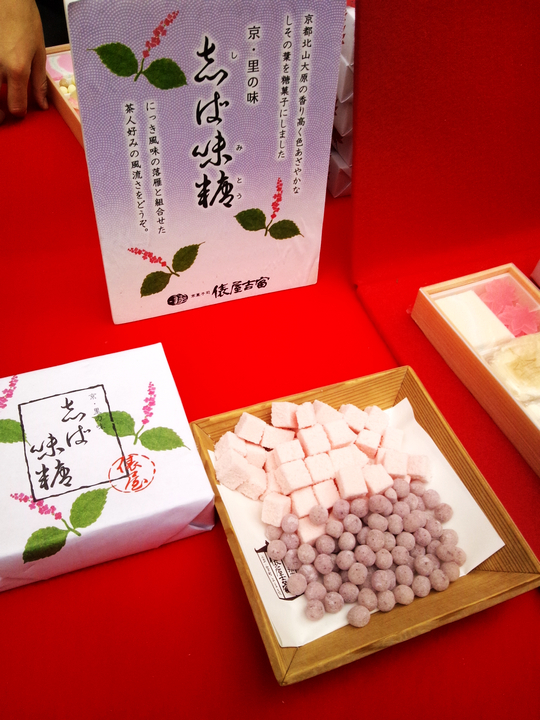 京都北山大原の香り高く色あざやかな
しその葉を糖菓子にしました
京・里の味
志ば味糖
し
みとう
にっき風味の落雁と組合せた
茶人好みの風流さをどうぞ。
俵屋吉富
京・里の味
志ば
味糖
俵屋